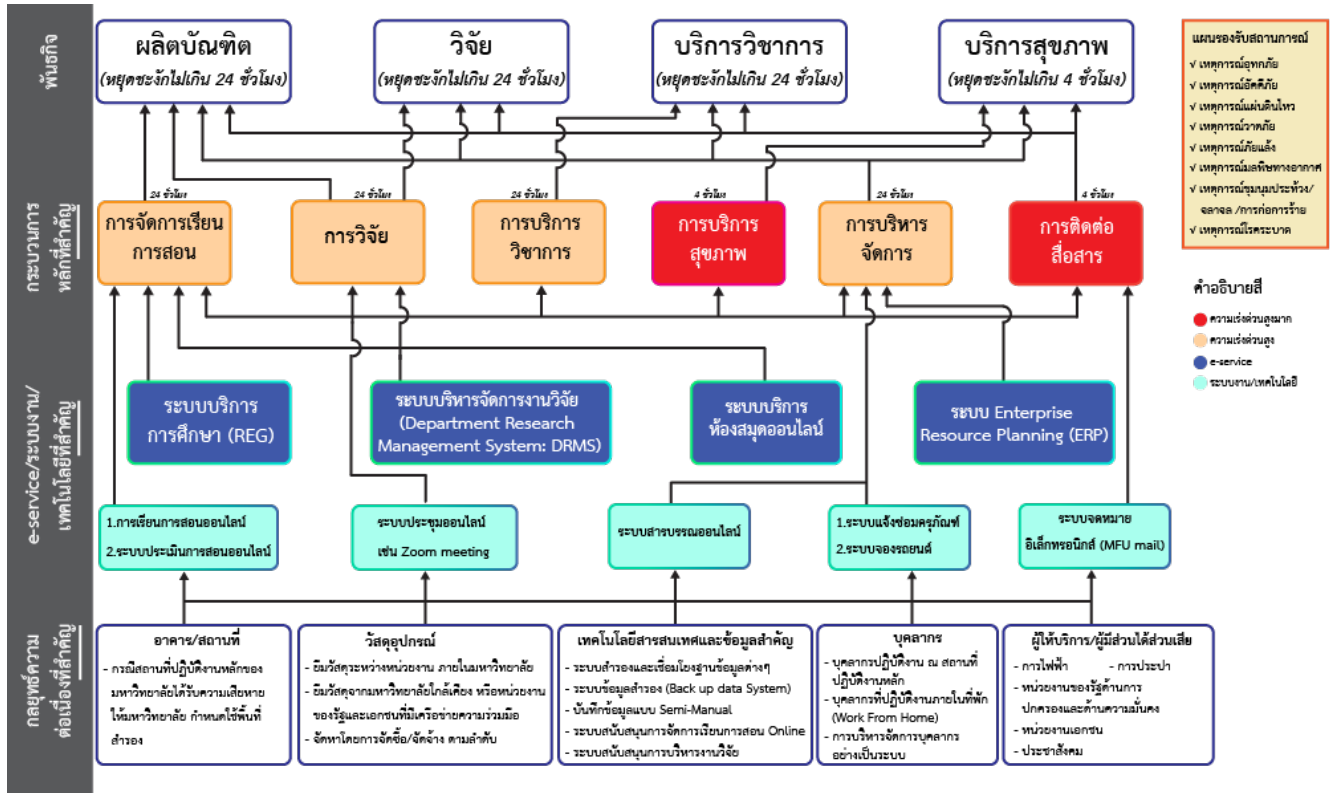 พันธกิจ
ผลิตบัณฑิต
(หยุดชะงักไม่เกิน 24 ชั่วโมง)
วิจัย
(หยุดชะงักไม่เกิน 24 ชั่วโมง)
บริการวิชาการ
(หยุดชะงักไม่เกิน 24 ชั่วโมง)
บริการสุขภาพ
(หยุดชะงักไม่เกิน 4 ชั่วโมง)
แผนรองรับสถานการณ์
√ เหตุการณ์อุทกภัย
√ เหตุการณ์อัคคีภัย
√ เหตุการณ์แผ่นดินไหว
√ เหตุการณ์วาตภัย
√ เหตุการณ์ภัยแล้ง
√ เหตุการณ์มลพิษทางอากาศ
√ เหตุการณ์ชุมนุมประท้วง/
จลาจล /การก่อการร้าย
√ เหตุการณ์โรคระบาด
กระบวนการ
หลักที่สำคัญ
24 ชั่วโมง
การจัดการเรียน
การสอน
24 ชั่วโมง
การวิจัย
24 ชั่วโมง
การบริการ
วิชาการ
4 ชั่วโมง
การบริการ
สุขภาพ
24 ชั่วโมง
การบริหาร
จัดการ
4 ชั่วโมง
การติดต่อ
สื่อสาร
คำอธิบายสี
ความเร่งด่วนสูงมาก
ความเร่งด่วนสูง
e-service
ระบบงาน/เทคโนโลยี
e-service/ระบบงาน/
เทคโนโลยีที่สำคัญ
ระบบบริการ
การศึกษา (REG)
ระบบบริหารจัดการงานวิจัย
(Department Research
Management System: DRMS)
ระบบบริการ
ห้องสมุดออนไลน์
ระบบ Enterprise
Resource Planning (ERP)
1.การเรียนการสอนออนไลน์
2.ระบบประเมินการสอนออนไลน์
ระบบประชุมออนไลน์
เช่น Zoom meeting
ระบบสารบรรณออนไลน์
1.ระบบแจ้งซ่อมครุภัณฑ์
2.ระบบจองรถยนต์
ระบบจดหมาย
อิเล็กทรอนิกส์ (MFU mail)
กลยุทธ์ความ
ต่อเนื่องที่สำคัญ
อาคาร/สถานที่
- กรณีสถานที่ปฏิบัติงานหลักของ
มหาวิทยาลัยได้รับความเสียหาย
ให้มหาวิทยาลัย กำหนดใช้พื้นที่
สำรอง
วัสดุอุปกรณ์
- ยืมวัสดุระหว่างหน่วยงาน ภายในมหาวิทยาลัย
- ยืมวัสดุจากมหาวิทยาลัยใกล้เคียง หรือหน่วยงาน
ของรัฐและเอกชนที่มีเครือข่ายความร่วมมือ
- จัดหาโดยการจัดซื้อ/จัดจ้าง ตามลำดับ
เทคโนโลยีสารสนเทศและข้อมูลสำคัญ
- ระบบสำรองและเชื่อมโยงฐานข้อมูลต่างๆ
- ระบบข้อมูลสำรอง (Back up data System)
- บันทึกข้อมูลแบบ Semi-Manual
- ระบบสนับสนุนการจัดการเรียนการสอน Online
- ระบบสนับสนุนการบริหารงานวิจัย
บุคลากร
- บุคลากรปฏิบัติงาน ณ สถานที่
ปฏิบัติงานหลัก
- บุคลากรที่ปฏิบัติงานภายในที่พัก
(Work From Home)
- การบริหารจัดการบุคลากร
อย่างเป็นระบบ
ผู้ให้บริการ/ผู้มีส่วนได้ส่วนเสีย
- การไฟฟ้า - การประปา
- หน่วยงานของรัฐด้านการ
ปกครองและด้านความมั่นคง
- หน่วยงานเอกชน
- ประชาสังคม